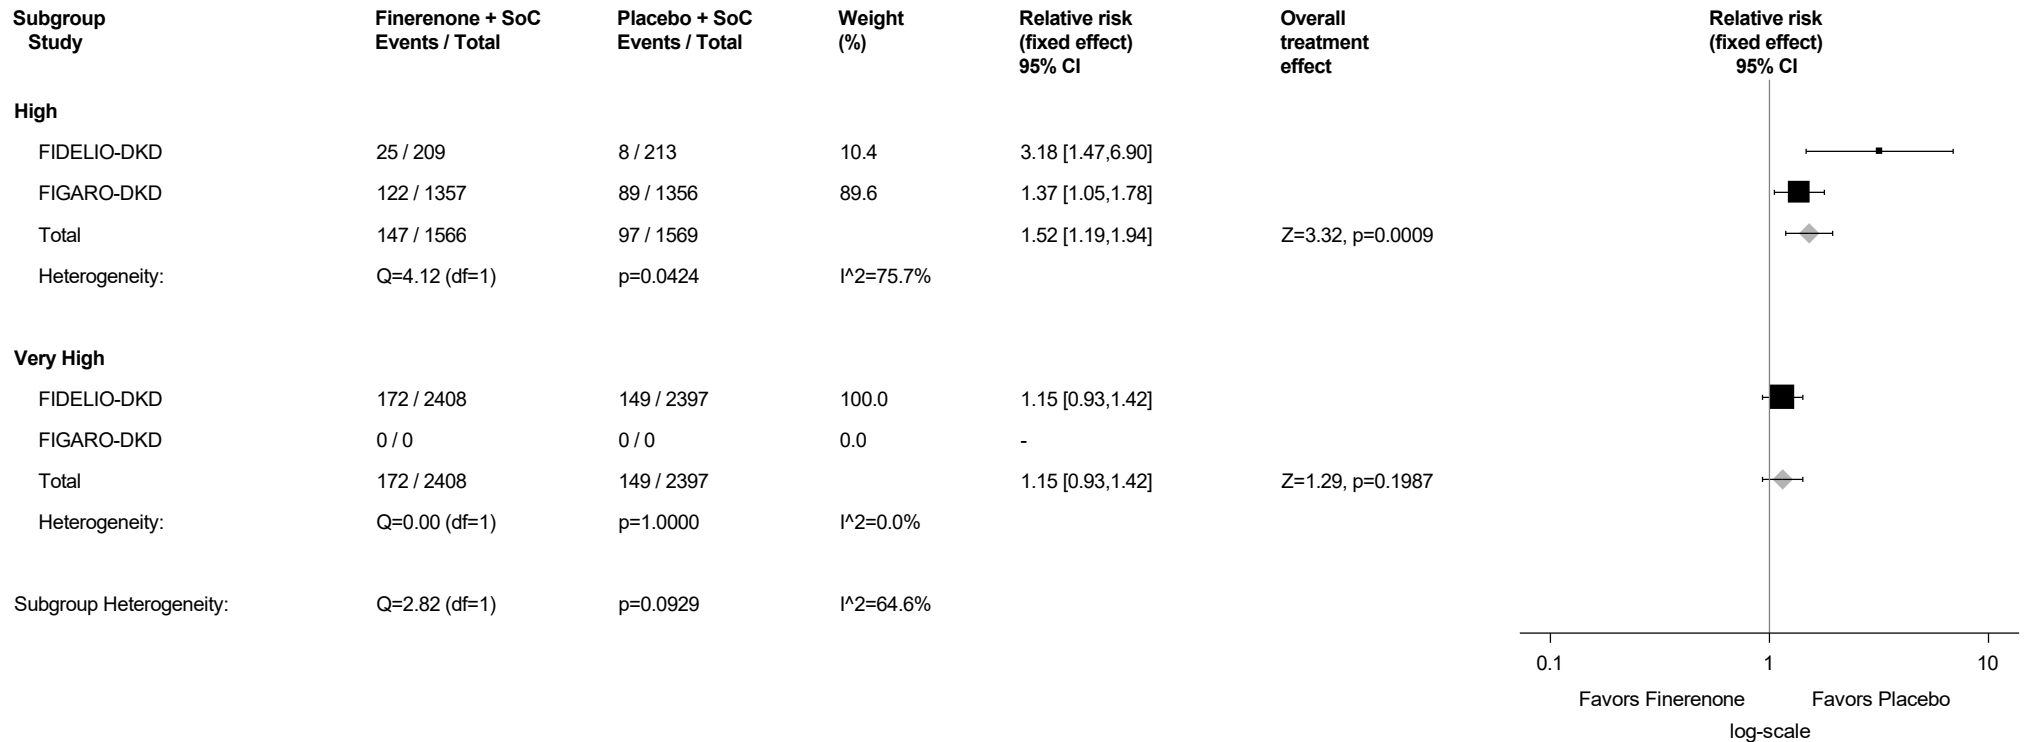 Subgroup Finerenone + SoC Placebo + SoC Weight Relative risk Overall Relative risk
Study Events / Total Events / Total (%) (fixed effect) treatment (fixed effect)
95% CI effect 95% CI
High
FIDELIO-DKD 25 / 209 8 / 213 10.4 3.18 [1.47,6.90]
FIGARO-DKD 122 / 1357 89 / 1356 89.6 1.37 [1.05,1.78]
Total 147 / 1566 97 / 1569 1.52 [1.19,1.94] Z=3.32, p=0.0009
Heterogeneity: Q=4.12 (df=1) p=0.0424 I^2=75.7%
Very High
FIDELIO-DKD 172 / 2408 149 / 2397 100.0 1.15 [0.93,1.42]
FIGARO-DKD 0 / 0 0 / 0 0.0 -
Total 172 / 2408 149 / 2397 1.15 [0.93,1.42] Z=1.29, p=0.1987
Heterogeneity: Q=0.00 (df=1) p=1.0000 I^2=0.0%
Subgroup Heterogeneity: Q=2.82 (df=1) p=0.0929 I^2=64.6%
0.1 1 10
Favors Finerenone Favors Placebo
log-scale